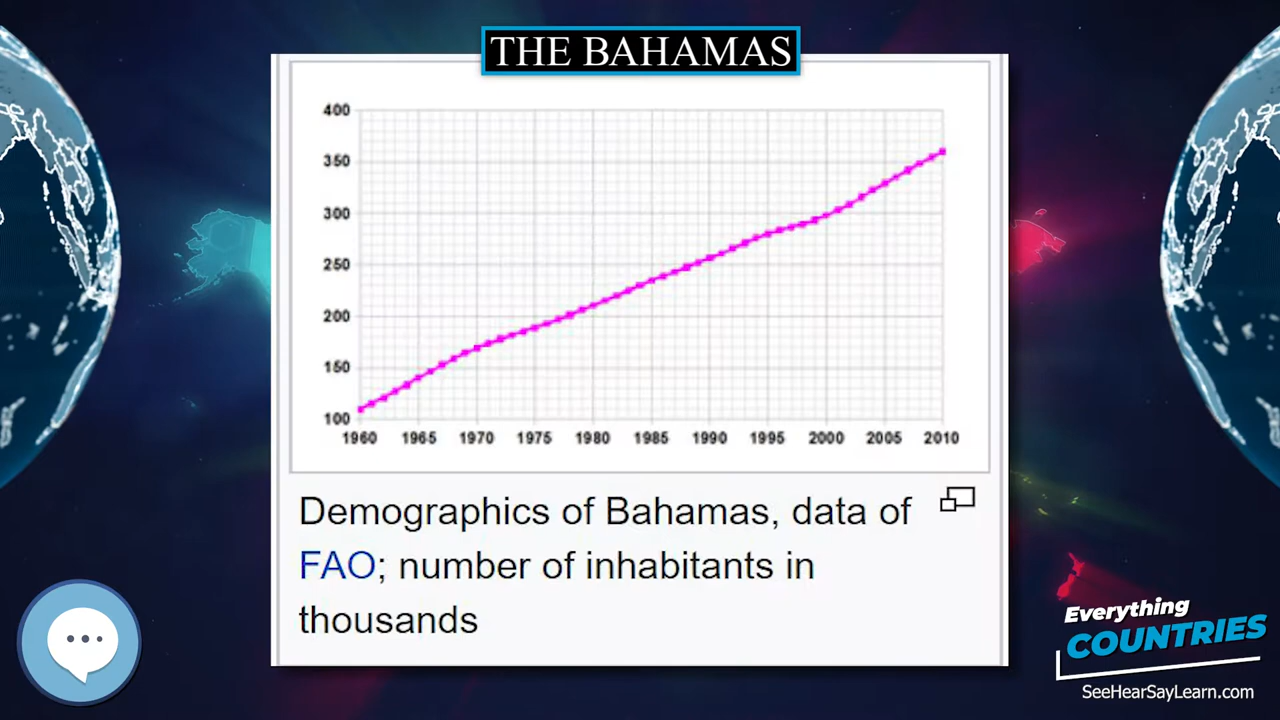 THE BAHAMAS
400
350
300
250
200
150
100
1960 1965 1970 1975 1980 1985 1990 1995 2000 2005 2010
Demographics of Bahamas, data of
FAO; number of inhabitants in
thousands
Everything
COUNTRIES
SeeHearSayLearn.com